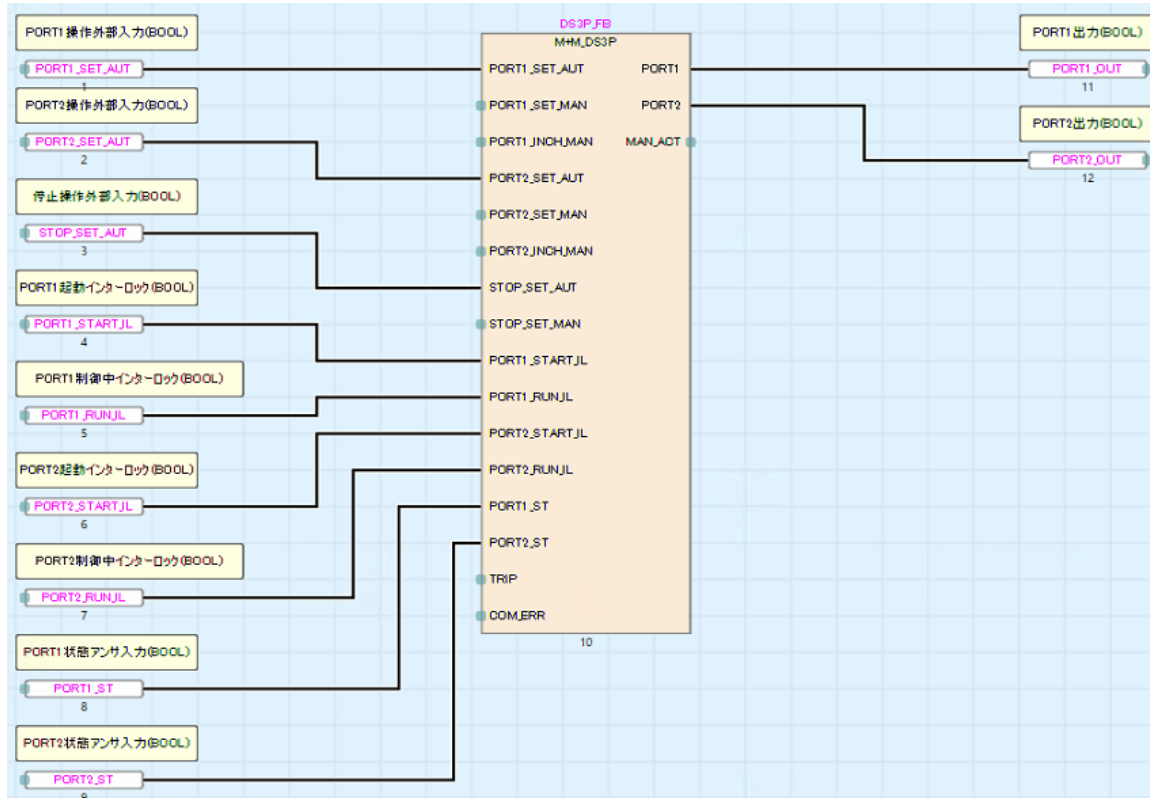 PORT1操作外部入力(BOOL)
PORT1_SET_AUT
1
PORT2操作外部入力(BOOL)
PORT2_SET_AUT
2
停止操作外部入力(BOOL)
STOP_SET_AUT
3
PORT1起動インターロック(BOOL)
PORT1_START_IL
4
PORT1制御中インターロック(BOOL)
PORT1_RUN_IL
5
PORT2起動インターロック(BOOL)
PORT2_START_IL
6
PORT2制御中インターロック(BOOL)
PORT2_RUN_IL
7
PORT1状態アンサ入力(BOOL)
PORT1_ST
8
PORT2状態アンサ入力(BOOL)
PORT2_ST
9
DS3P_FB
M+M_DS3P
PORT1_SET_AUT
PORT1_SET_MAN
PORT1_INCH_MAN
PORT2_SET_AUT
PORT2_SET_MAN
PORT2_INCH_MAN
STOP_SET_AUT
STOP_SET_MAN
PORT1_START_IL
PORT1_RUN_IL
PORT2_START_IL
PORT2_RUN_IL
PORT1_ST
PORT2_ST
TRIP
COM_ERR
PORT1
PORT2
MAN_ACT
10
PORT1出力(BOOL)
PORT1_OUT
11
PORT2出力(BOOL)
PORT2_OUT
12